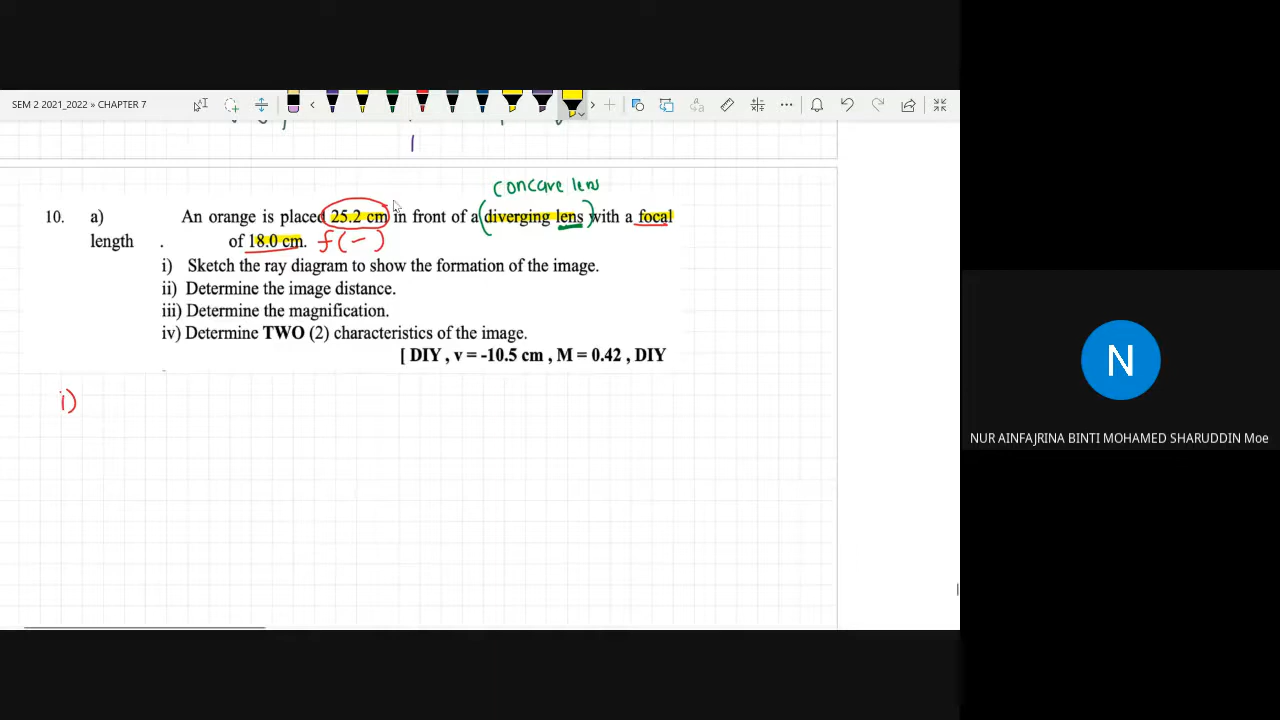 SEM 2 2021_2022 » CHAPTER 7
concave lens
10. a) An orange is placed 25.2 cm in front of a (diverging lens) with a focal
length . of 18.0 cm. f (-)
i) Sketch the ray diagram to show the formation of the image.
ii) Determine the image distance.
iii) Determine the magnification.
iv) Determine TWO (2) characteristics of the image.
[ DIY , v = -10.5 cm , M = 0.42 , DIY
i)
N
NUR AINFAJRINA BINTI MOHAMED SHARUDDIN Moe